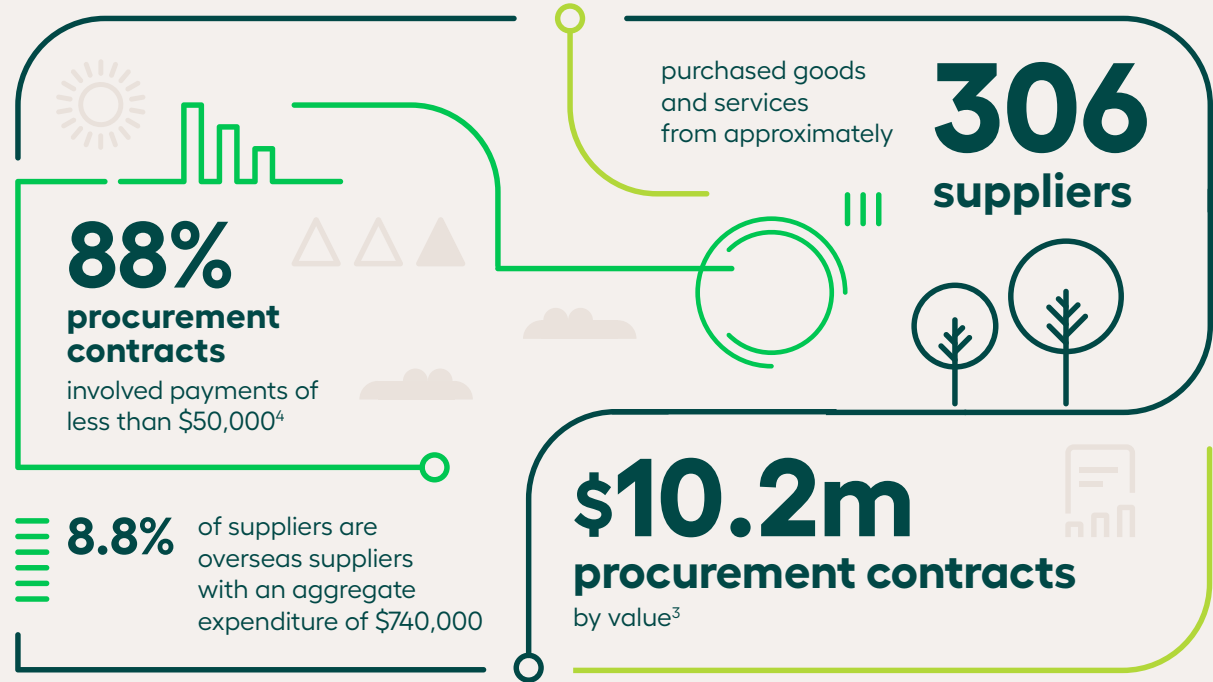 purchased goods
and services
from approximately
306
suppliers
88%
procurement
contracts
involved payments of
less than $50,000⁴
8.8%
of suppliers are
overseas suppliers
with an aggregate
expenditure of $740,000
$10.2m
procurement contracts
by value³